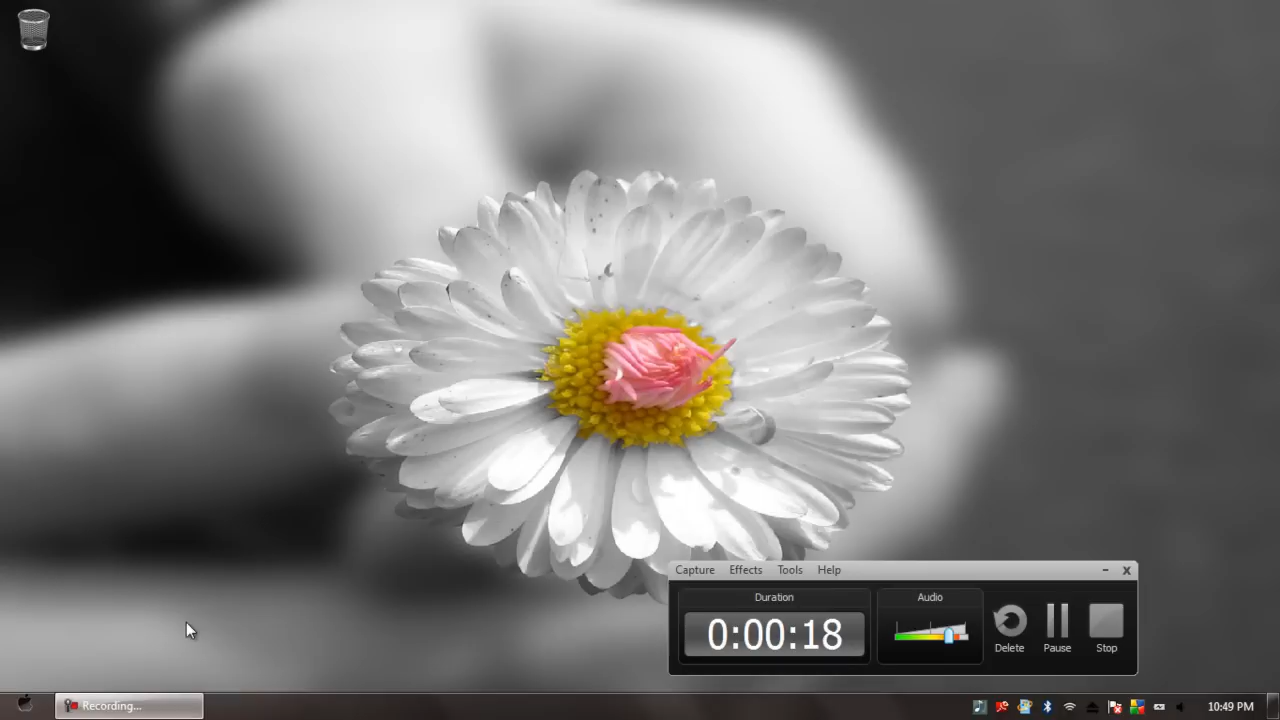 Capture Effects Tools Help
Duration
Audio
0:00:18
Delete Pause Stop
Recording...
10:49 PM